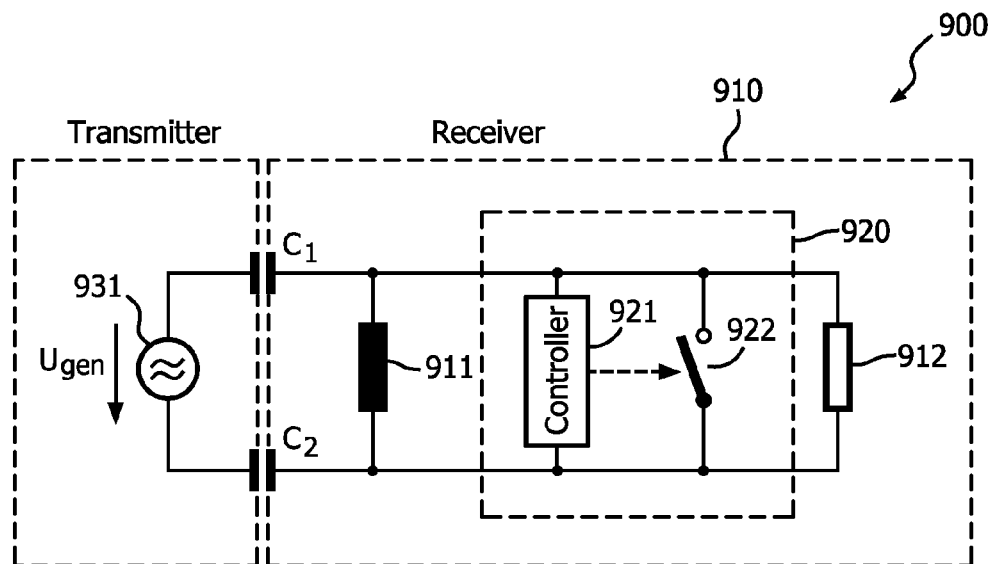 900
910
Transmitter
Receiver
920
C1
931
921
922
Ugen
911
Controller
912
C2